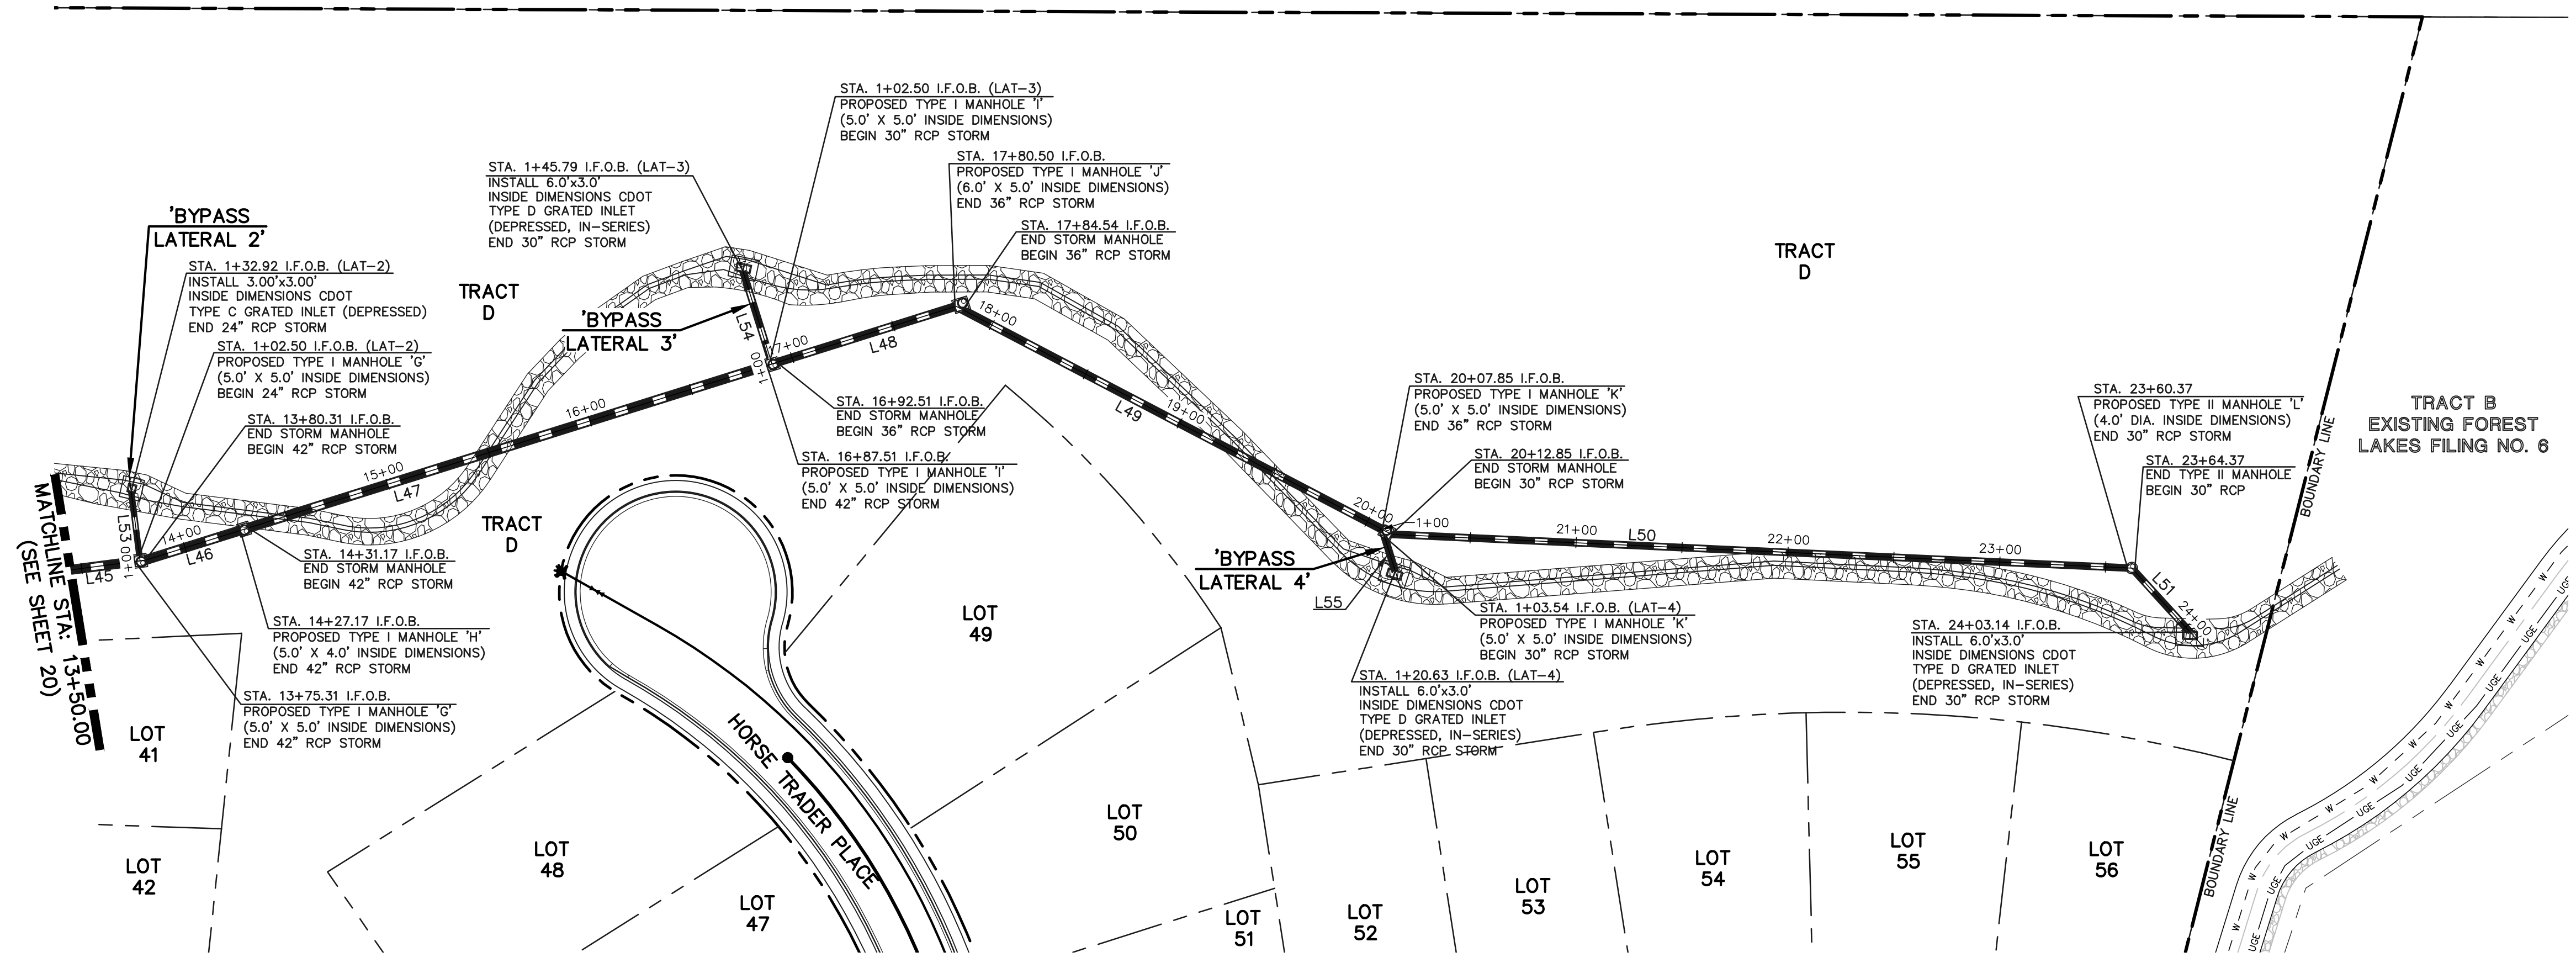 STA. 1+02.50 I.F.O.B. (LAT-3)
PROPOSED TYPE I MANHOLE 'I'
(5.0' X 5.0' INSIDE DIMENSIONS)
BEGIN 30" RCP STORM
STA. 1+45.79 I.F.O.B. (LAT-3)
INSTALL 6.0'x3.0'
INSIDE DIMENSIONS CDOT
TYPE D GRATED INLET
(DEPRESSED, IN-SERIES)
END 30" RCP STORM
STA. 17+80.50 I.F.O.B.
PROPOSED TYPE I MANHOLE 'J'
(6.0' X 5.0' INSIDE DIMENSIONS)
END 36" RCP STORM
STA. 17+84.54 I.F.O.B.
END STORM MANHOLE
BEGIN 36" RCP STORM
'BYPASS
LATERAL 2'
STA. 1+32.92 I.F.O.B. (LAT-2)
INSTALL 3.00'x3.00'
INSIDE DIMENSIONS CDOT
TYPE C GRATED INLET (DEPRESSED)
END 24" RCP STORM
STA. 1+02.50 I.F.O.B. (LAT-2)
PROPOSED TYPE I MANHOLE 'G'
(5.0' X 5.0' INSIDE DIMENSIONS)
BEGIN 24" RCP STORM
STA. 13+80.31 I.F.O.B.
END STORM MANHOLE
BEGIN 42" RCP STORM
TRACT
D
'BYPASS
LATERAL 3'
TRACT
D
L54
1+00
17+00
L48
18+00
16+00
15+00
L47
L49
19+00
20+00
STA. 16+92.51 I.F.O.B.
END STORM MANHOLE
BEGIN 36" RCP STORM
STA. 16+87.51 I.F.O.B.
PROPOSED TYPE I MANHOLE 'I'
(5.0' X 5.0' INSIDE DIMENSIONS)
END 42" RCP STORM
STA. 20+07.85 I.F.O.B.
PROPOSED TYPE I MANHOLE 'K'
(5.0' X 5.0' INSIDE DIMENSIONS)
END 36" RCP STORM
STA. 20+12.85 I.F.O.B.
END STORM MANHOLE
BEGIN 30" RCP STORM
STA. 23+60.37
PROPOSED TYPE II MANHOLE 'L'
(4.0' DIA. INSIDE DIMENSIONS)
END 30" RCP STORM
STA. 23+64.37
END TYPE II MANHOLE
BEGIN 30" RCP
BOUNDARY LINE
TRACT B
EXISTING FOREST
LAKES FILING NO. 6
MATCHLINE STA: 13+50.00
(SEE SHEET 20)
L53
1+00
L45
14+00
L46
TRACT
D
STA. 14+31.17 I.F.O.B.
END STORM MANHOLE
BEGIN 42" RCP STORM
STA. 14+27.17 I.F.O.B.
PROPOSED TYPE I MANHOLE 'H'
(5.0' X 4.0' INSIDE DIMENSIONS)
END 42" RCP STORM
STA. 13+75.31 I.F.O.B.
PROPOSED TYPE I MANHOLE 'G'
(5.0' X 5.0' INSIDE DIMENSIONS)
END 42" RCP STORM
1+00
21+00
L50
22+00
23+00
L51
24+00
'BYPASS
LATERAL 4'
L55
STA. 1+03.54 I.F.O.B. (LAT-4)
PROPOSED TYPE I MANHOLE 'K'
(5.0' X 5.0' INSIDE DIMENSIONS)
BEGIN 30" RCP STORM
STA. 1+20.63 I.F.O.B. (LAT-4)
INSTALL 6.0'x3.0'
INSIDE DIMENSIONS CDOT
TYPE D GRATED INLET
(DEPRESSED, IN-SERIES)
END 30" RCP STORM
STA. 24+03.14 I.F.O.B.
INSTALL 6.0'x3.0'
INSIDE DIMENSIONS CDOT
TYPE D GRATED INLET
(DEPRESSED, IN-SERIES)
END 30" RCP STORM
LOT
41
LOT
42
LOT
48
LOT
47
HORSE TRADER PLACE
LOT
49
LOT
50
LOT
51
LOT
52
LOT
53
LOT
54
LOT
55
LOT
56
BOUNDARY LINE
W
W
W
W
W
W
W
W
W
W
UGE
UGE
UGE
UGE
UGE
UGE
UGE
UGE
UGE